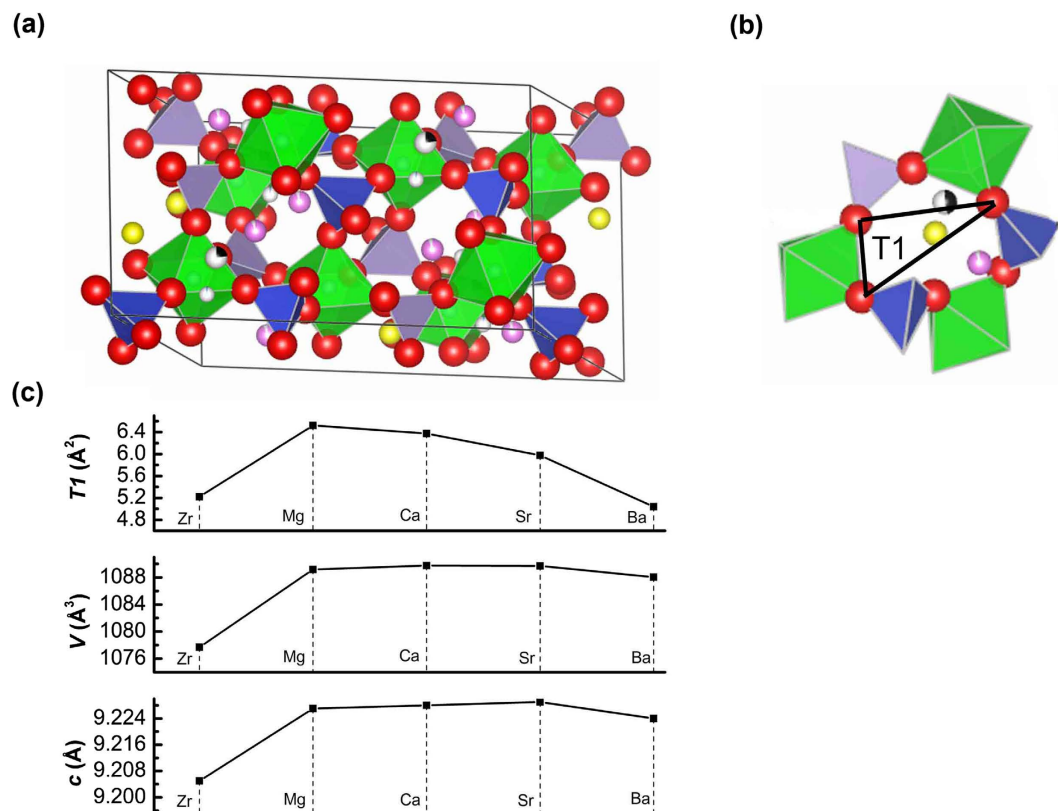 (a)
(b)
T1
(c)
T1 (Å²)
6.4
6.0
5.6
5.2
4.8
Zr Mg Ca Sr Ba
V (Å³)
1088
1084
1080
1076
Zr Mg Ca Sr Ba
c (Å)
9.224
9.216
9.208
9.200
Zr Mg Ca Sr Ba